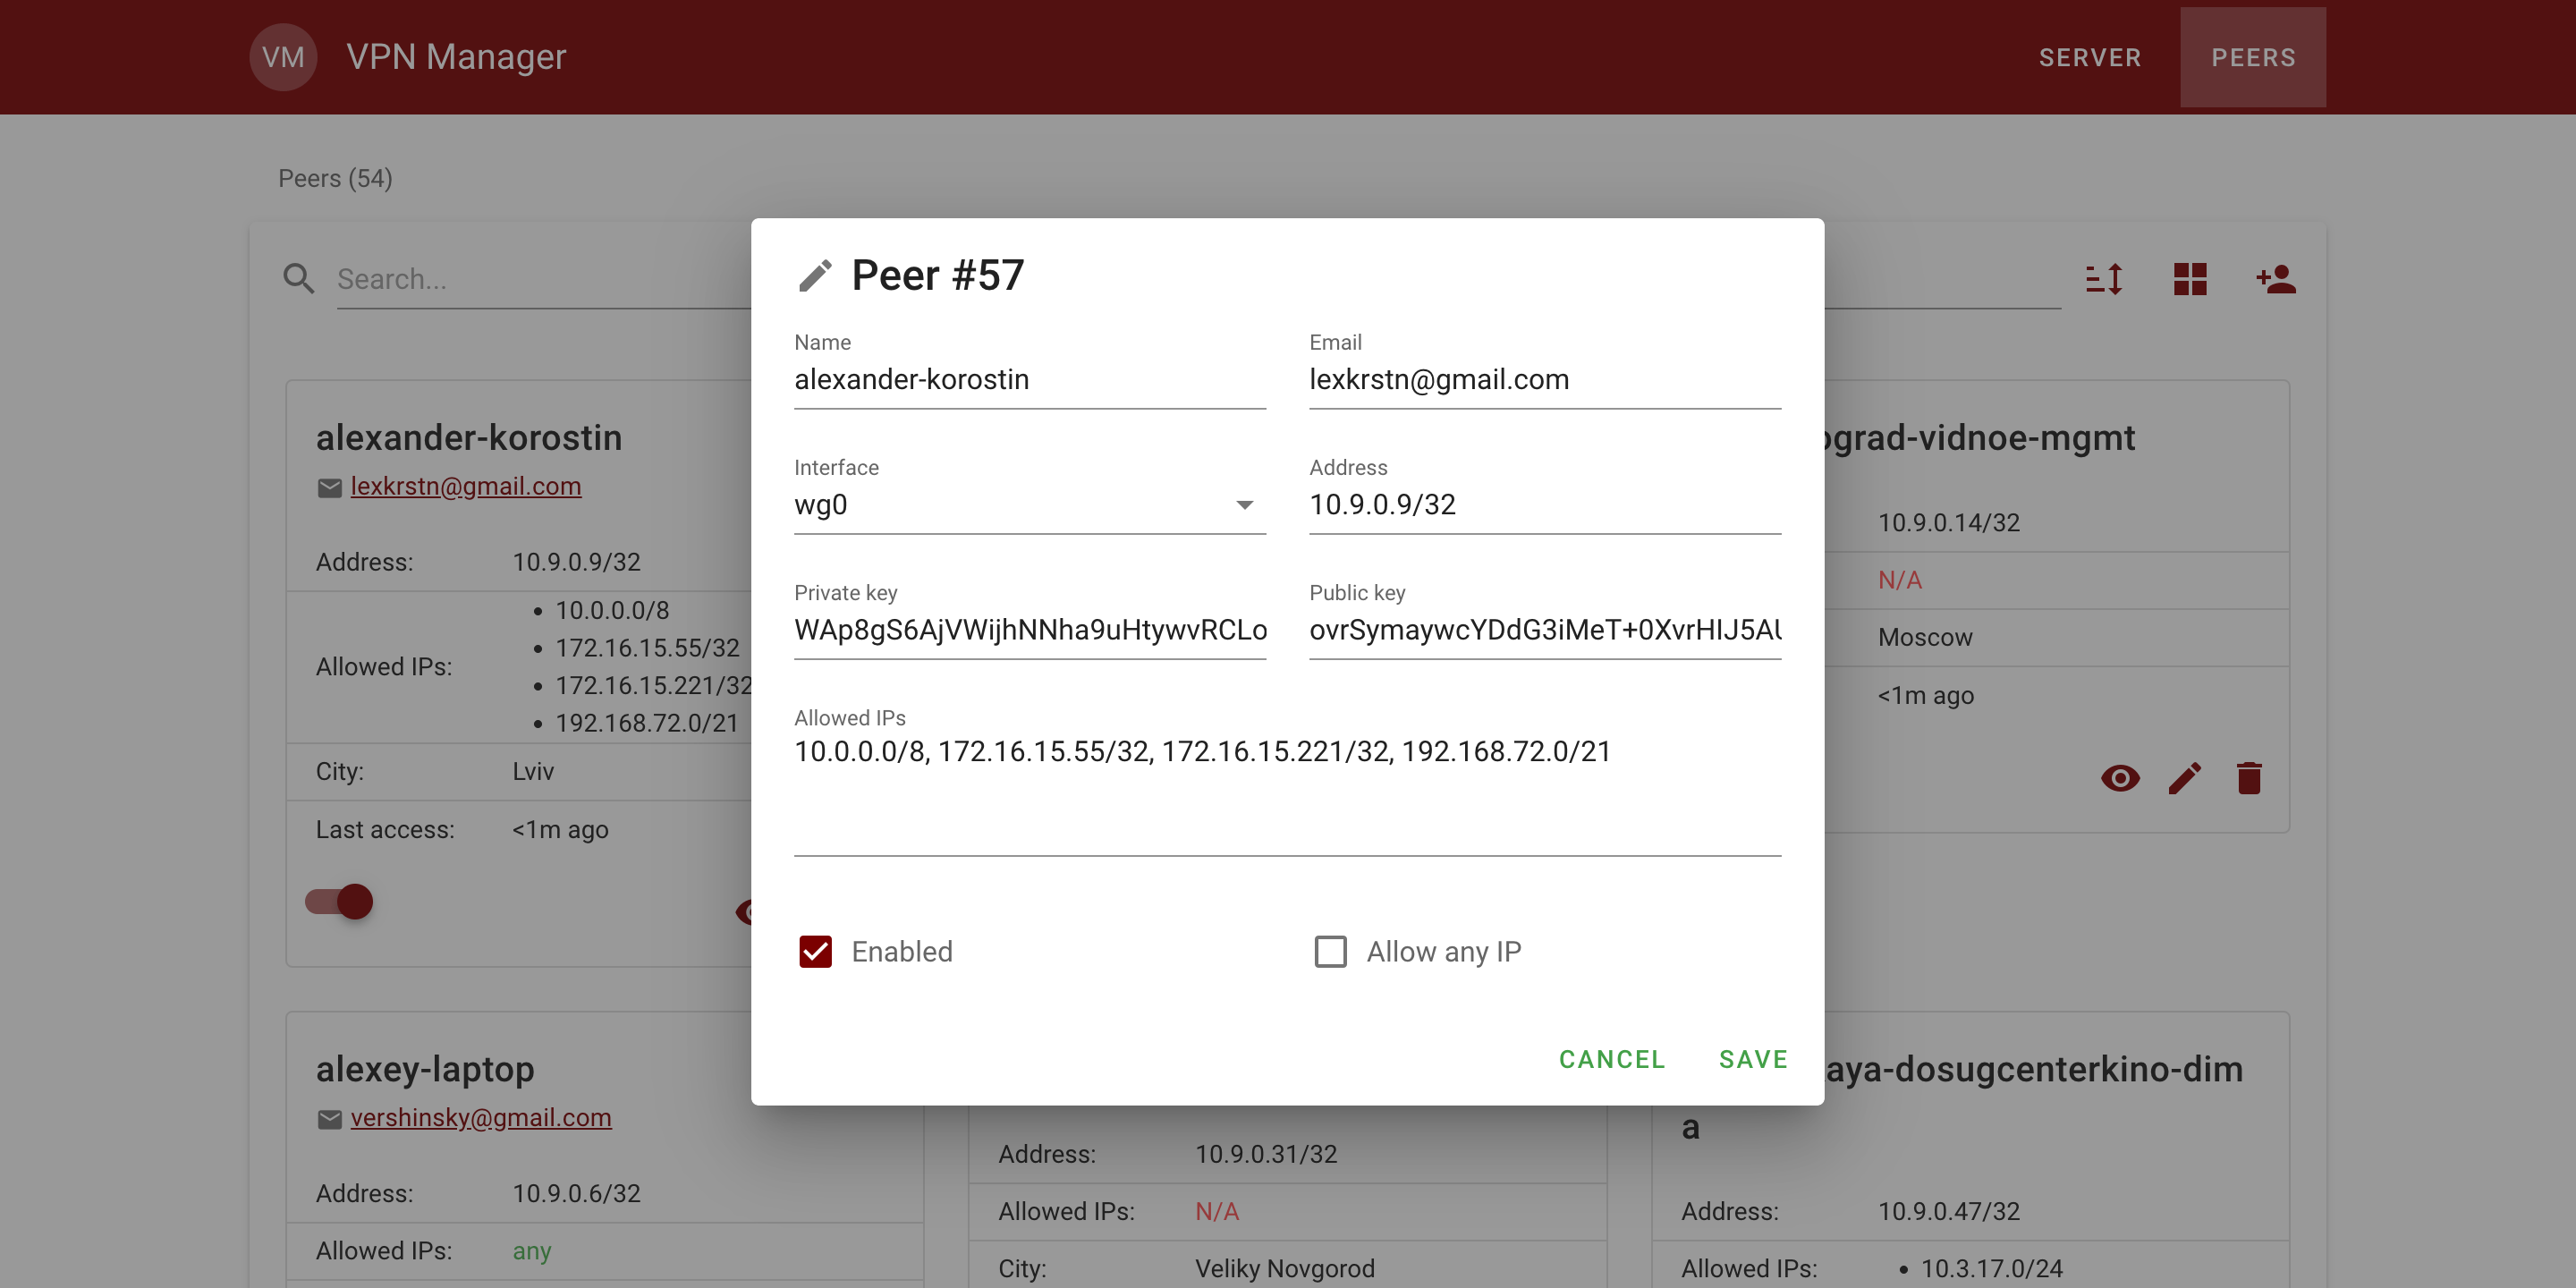 VM VPN Manager SERVER PEERS
Peers (54)
Search...
alexander-korostin
lexkrstn@gmail.com
Address: 10.9.0.9/32
Allowed IPs:
10.0.0.0/8
172.16.15.55/32
172.16.15.221/32
192.168.72.0/21
City: Lviv
Last access: <1m ago
Peer #57
Name
alexander-korostin
Email
lexkrstn@gmail.com
Interface
wg0
Address
10.9.0.9/32
Private key
WAp8gS6AjVWijhNNha9uHtywvRCLo
Public key
ovrSymaywcYDdG3iMeT+0XvrHIJ5AU
Allowed IPs
10.0.0.0/8, 172.16.15.55/32, 172.16.15.221/32, 192.168.72.0/21
Enabled
Allow any IP
CANCEL SAVE
ograd-vidnoe-mgmt
10.9.0.14/32
N/A
Moscow
<1m ago
alexey-laptop
vershinsky@gmail.com
Address: 10.9.0.6/32
Allowed IPs: any
Address: 10.9.0.31/32
Allowed IPs: N/A
City: Veliky Novgorod
aya-dosugcenterkino-dim
a
Address: 10.9.0.47/32
Allowed IPs: 10.3.17.0/24